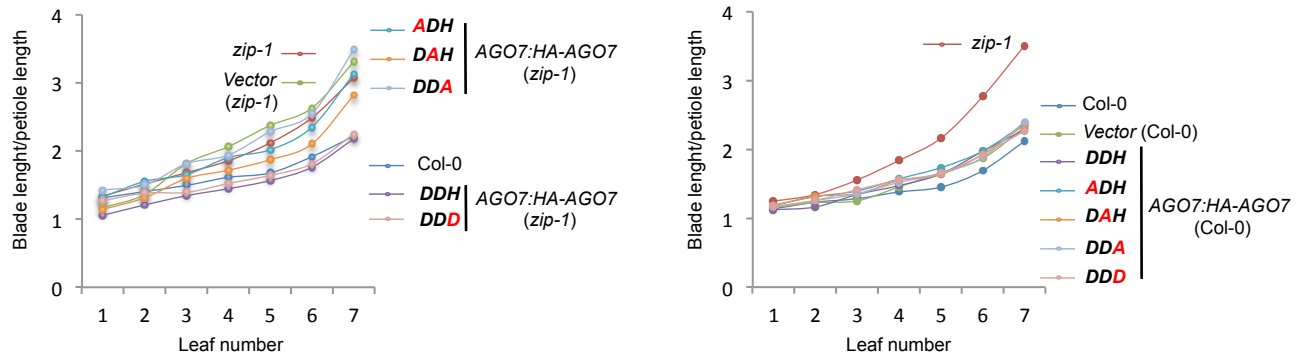 Blade lenght/petiole length
4
3
2
1
0
1 2 3 4 5 6 7
Leaf number
zip-1
Vector
(zip-1)
ADH
DAH
DDA
AGO7:HA-AGO7
(zip-1)
Col-0
DDH
DDD
AGO7:HA-AGO7
(zip-1)
Blade lenght/petiole length
4
3
2
1
0
1 2 3 4 5 6 7
Leaf number
zip-1
Col-0
Vector (Col-0)
DDH
ADH
DAH
DDA
DDD
AGO7:HA-AGO7
(Col-0)